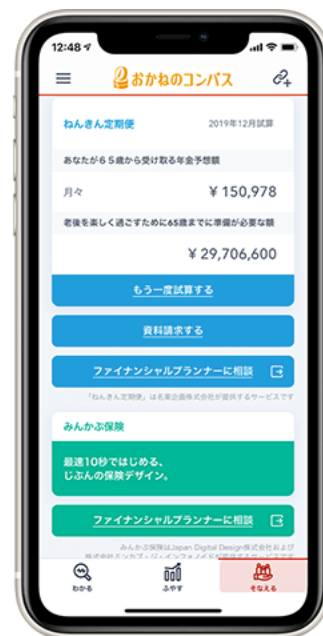 12:48
おかねのコンパス
ねんきん定期便 2019年12月試算
あなたが65歳から受け取る年金予想額
月々 ¥ 150,978
老後を楽しく過ごすために65歳までに準備が必要な額
¥ 29,706,600
もう一度試算する
資料請求する
ファイナンシャルプランナーに相談
「ねんきん定期便」は名案企画株式会社が提供するサービスです
みんかぶ保険
最速10秒ではじめる、
じぶんの保険デザイン。
ファイナンシャルプランナーに相談
みんかぶ保険はJapan Digital Design株式会社および
わかる ふやす そなえる